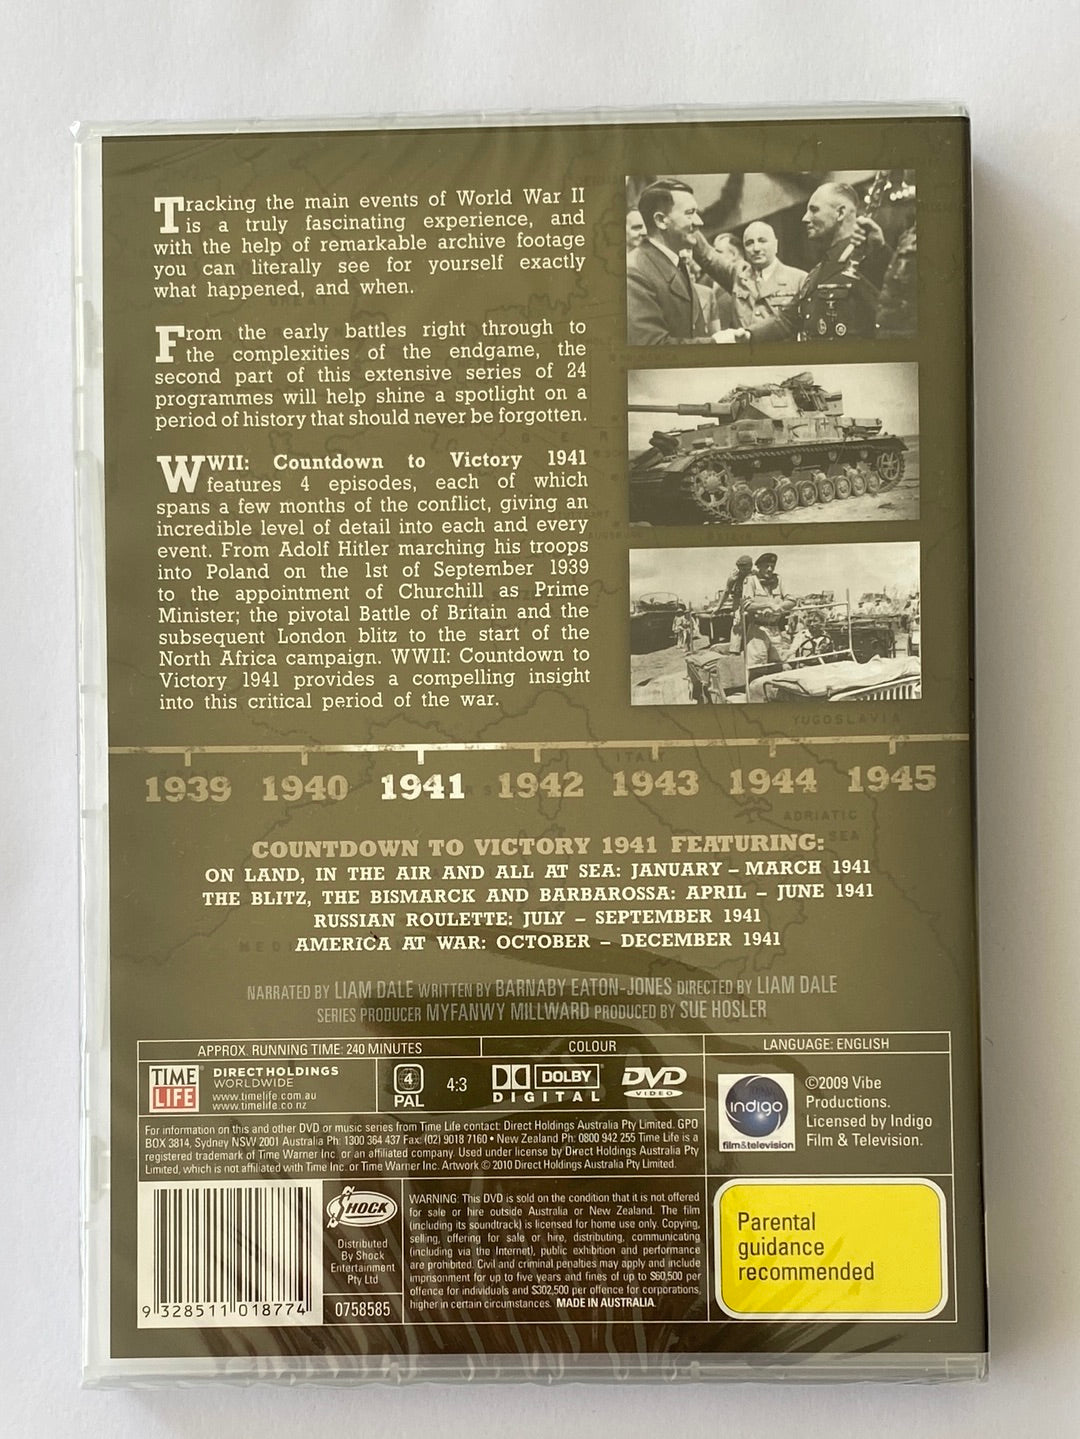 Tracking the main events of World War II
is a truly fascinating experience, and
with the help of remarkable archive footage
you can literally see for yourself exactly
what happened, and when.
From the early battles right through to
the complexities of the endgame, the
second part of this extensive series of 24
programmes will help shine a spotlight on a
period of history that should never be forgotten.
WWII: Countdown to Victory 1941
features 4 episodes, each of which
spans a few months of the conflict, giving an
incredible level of detail into each and every
event. From Adolf Hitler marching his troops
into Poland on the 1st of September 1939
to the appointment of Churchill as Prime
Minister; the pivotal Battle of Britain and the
subsequent London blitz to the start of the
North Africa campaign. WWII: Countdown to
Victory 1941 provides a compelling insight
into this critical period of the war.
YUGOSLAVIA
ITALY
1939 1940 1941 1942 1943 1944 1945
ADRIATIC
SEA
COUNTDOWN TO VICTORY 1941 FEATURING:
ON LAND, IN THE AIR AND ALL AT SEA: JANUARY – MARCH 1941
THE BLITZ, THE BISMARCK AND BARBAROSSA: APRIL – JUNE 1941
RUSSIAN ROULETTE: JULY – SEPTEMBER 1941
AMERICA AT WAR: OCTOBER – DECEMBER 1941
NARRATED BY LIAM DALE WRITTEN BY BARNABY EATON-JONES DIRECTED BY LIAM DALE
SERIES PRODUCER MYFANWY MILLWARD PRODUCED BY SUE HOSLER
APPROX. RUNNING TIME: 240 MINUTES
COLOUR
LANGUAGE: ENGLISH
TIME
LIFE
DIRECT HOLDINGS
WORLDWIDE
www.timelife.com.au
www.timelife.co.nz
4
PAL
4:3
DOLBY
DIGITAL
DVD
VIDEO
indigo
film&television
©2009 Vibe
Productions.
Licensed by Indigo
Film & Television.
For information on this and other DVD or music series from Time Life contact: Direct Holdings Australia Pty Limited. GPO
BOX 3814, Sydney NSW 2001 Australia Ph: 1300 364 437 Fax: (02) 9018 7160 • New Zealand Ph: 0800 942 255 Time Life is a
registered trademark of Time Warner Inc. or an affiliated company. Used under license by Direct Holdings Australia Pty
Limited, which is not affiliated with Time Inc. or Time Warner Inc. Artwork © 2010 Direct Holdings Australia Pty Limited.
9 328511 018774
SHOCK
Distributed
By Shock
Entertainment
Pty Ltd
0758585
WARNING: This DVD is sold on the condition that it is not offered
for sale or hire outside Australia or New Zealand. The film
(including its soundtrack) is licensed for home use only. Copying,
selling, offering for sale or hire, distributing, communicating
(including via the Internet), public exhibition and performance
are prohibited. Civil and criminal penalties may apply and include
imprisonment for up to five years and fines of up to $60,500 per
offence for individuals and $302,500 per offence for corporations,
higher in certain circumstances. MADE IN AUSTRALIA.
Parental
guidance
recommended